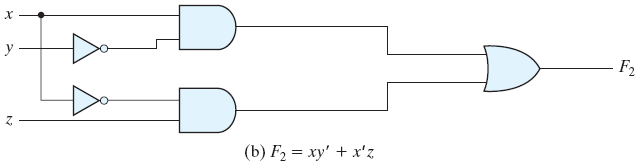 x
y
z
F₂
(b) F₂ = xy′ + x′z